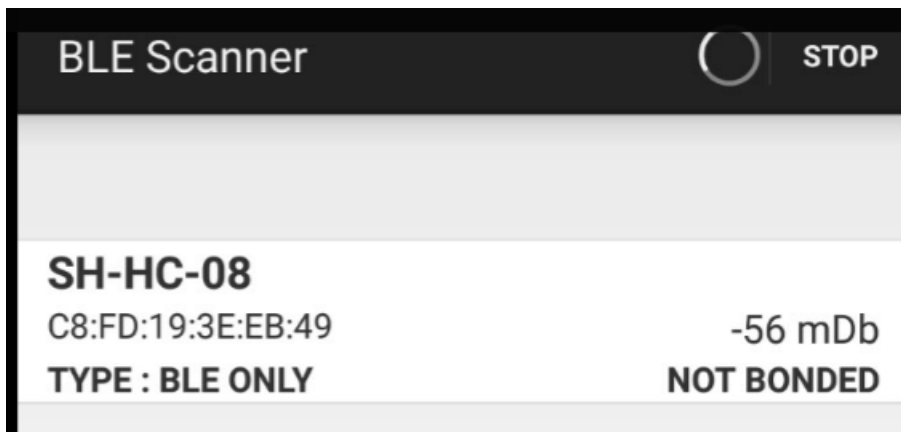 BLE Scanner STOP
SH-HC-08
C8:FD:19:3E:EB:49 -56 mDb
TYPE : BLE ONLY NOT BONDED